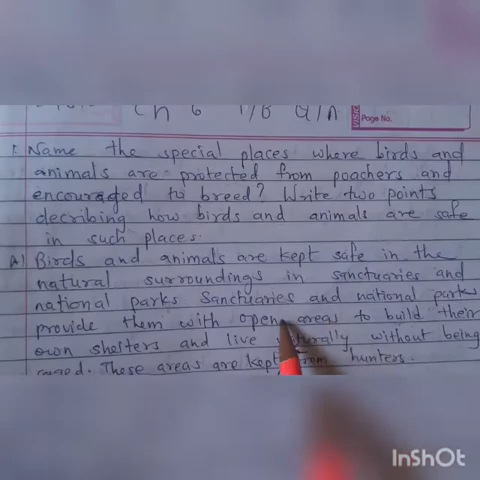 Ch 6 T/B Q/A
Page No.
1. Name the special places where birds and
animals are protected from poachers and
encouraged to breed? Write two points
decribing how birds and animals are safe
in such places.
A) Birds and animals are kept safe in the
natural surroundings in sanctuaries and
national parks Sanctuaries and national parks
provide them with open areas to build their
own shelters and live naturally without being
These areas are kept from hunters.
InShOt